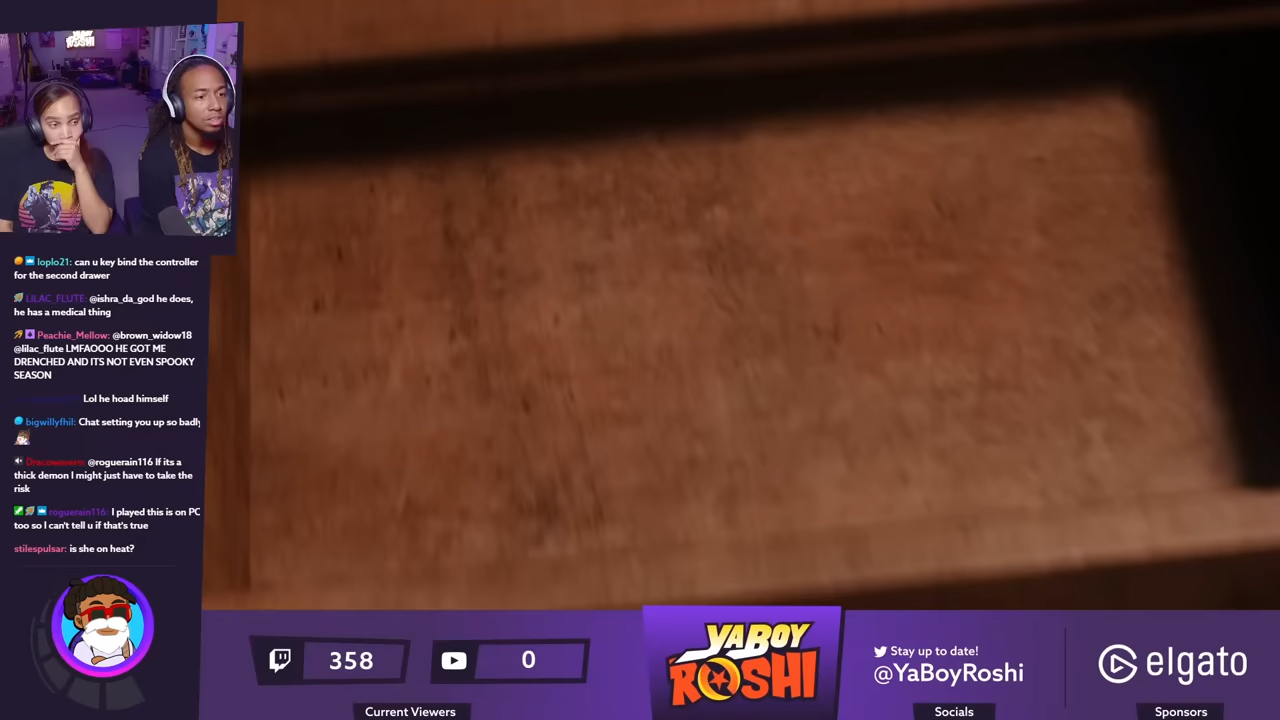 YABOY
ROSHI
loplo21: can u key bind the controller
for the second drawer
LILAC_FLUTE: @ishra_da_god he does,
he has a medical thing
Peachie_Mellow: @brown_widow18
@lilac_flute LMFAOOO HE GOT ME
DRENCHED AND ITS NOT EVEN SPOOKY
SEASON
Lol he hoad himself
bigwillyfhil: Chat setting you up so badly
@roguerain116 If its a
thick demon I might just have to take the
risk
roguerain116: I played this is on PC
too so I can't tell u if that's true
stilespulsar: is she on heat?
358
0
Current Viewers
YABOY
ROSHI
Stay up to date!
@YaBoyRoshi
Socials
elgato
Sponsors